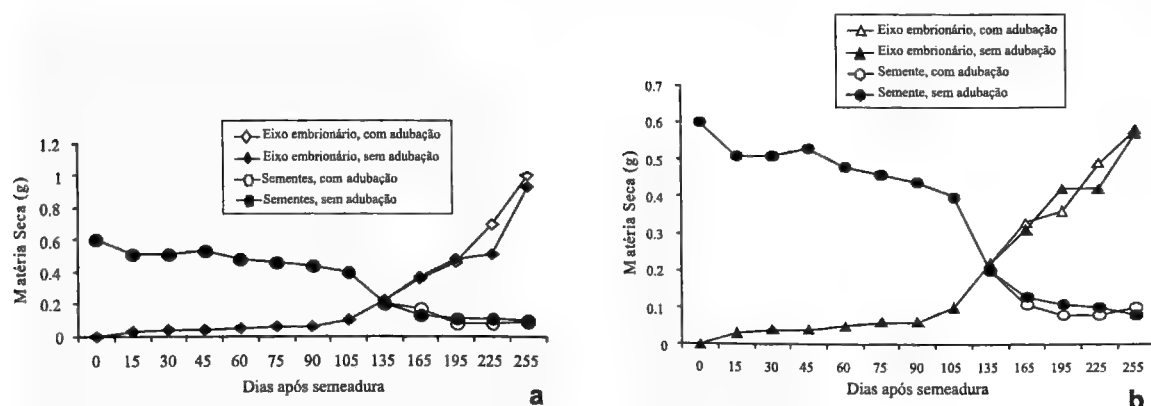 Eixo embrionário, com adubação
Eixo embrionário, sem adubação
Sementes, com adubação
Sementes, sem adubação
Matéria Seca (g)
1.2
1
0.8
0.6
0.4
0.2
0
0 15 30 45 60 75 90 105 135 165 195 225 255
Dias após semeadura
a
Eixo embrionário, com adubação
Eixo embrionário, sem adubação
Semente, com adubação
Semente, sem adubação
Matéria Seca (g)
0.7
0.6
0.5
0.4
0.3
0.2
0.1
0
0 15 30 45 60 75 90 105 135 165 195 225 255
Dias após semeadura
b